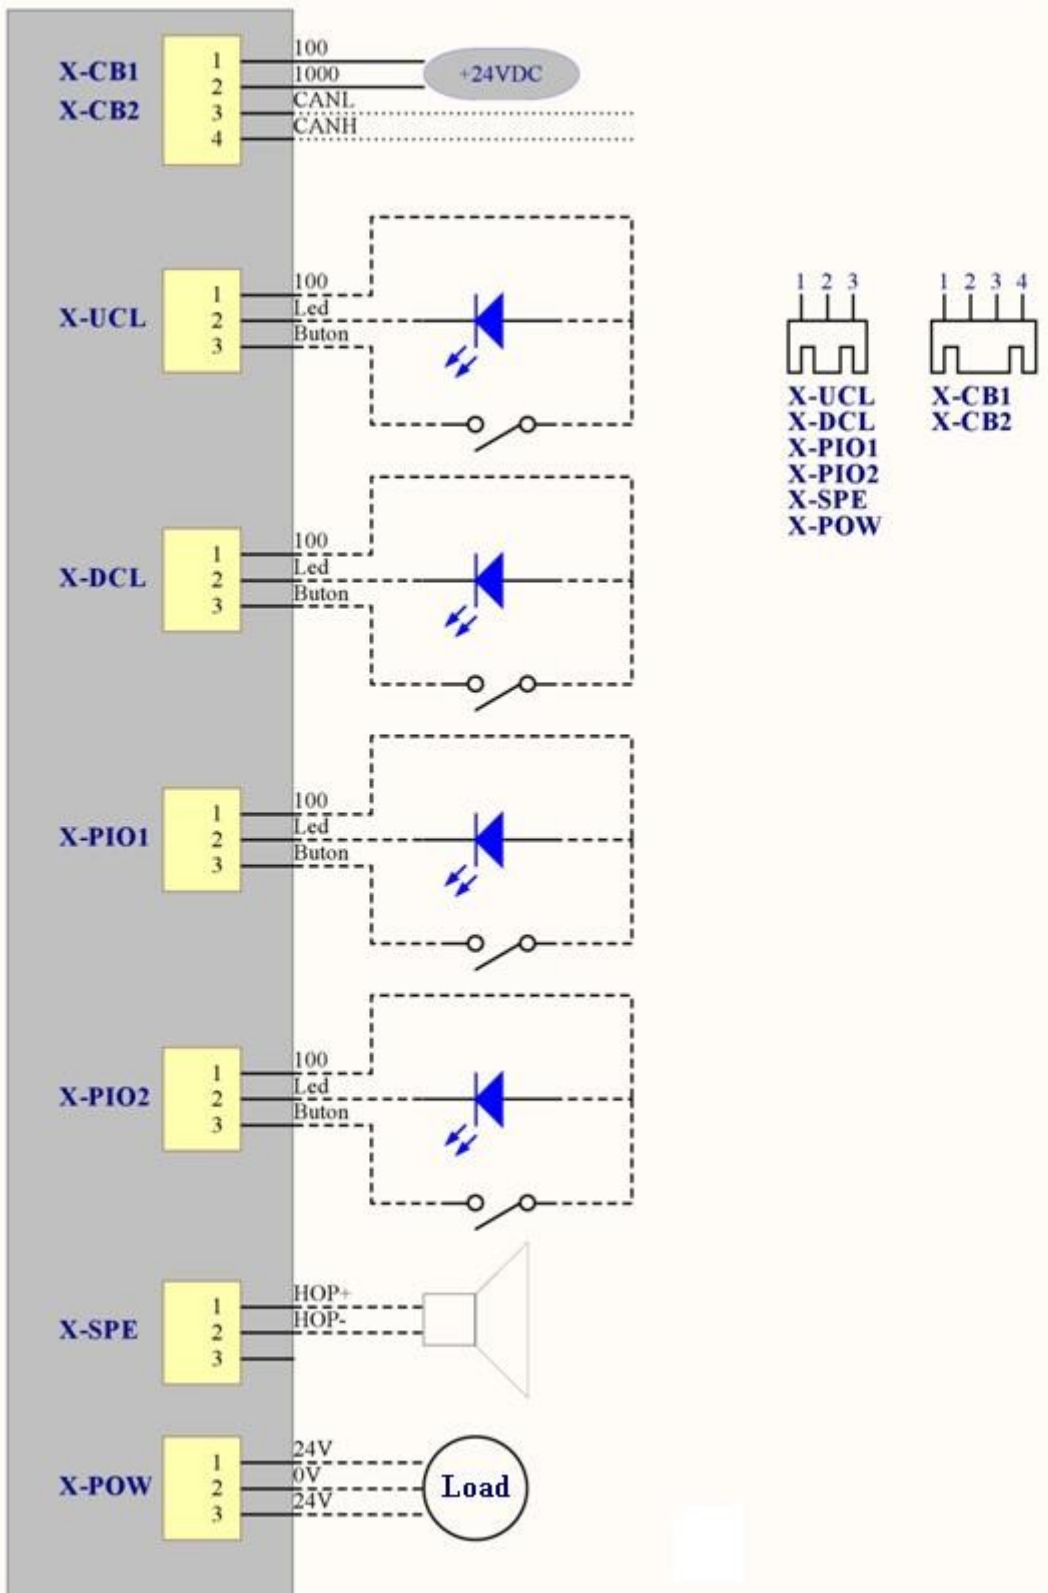 X-CB1
X-CB2
1
2
3
4
100
1000
CANL
CANH
+24VDC
X-UCL
1
2
3
100
Led
Buton
1 2 3
X-UCL
X-DCL
X-PIO1
X-PIO2
X-SPE
X-POW
1 2 3 4
X-CB1
X-CB2
X-DCL
1
2
3
100
Led
Buton
X-PIO1
1
2
3
100
Led
Buton
X-PIO2
1
2
3
100
Led
Buton
X-SPE
1
2
3
HOP+
HOP-
X-POW
1
2
3
24V
0V
24V
Load